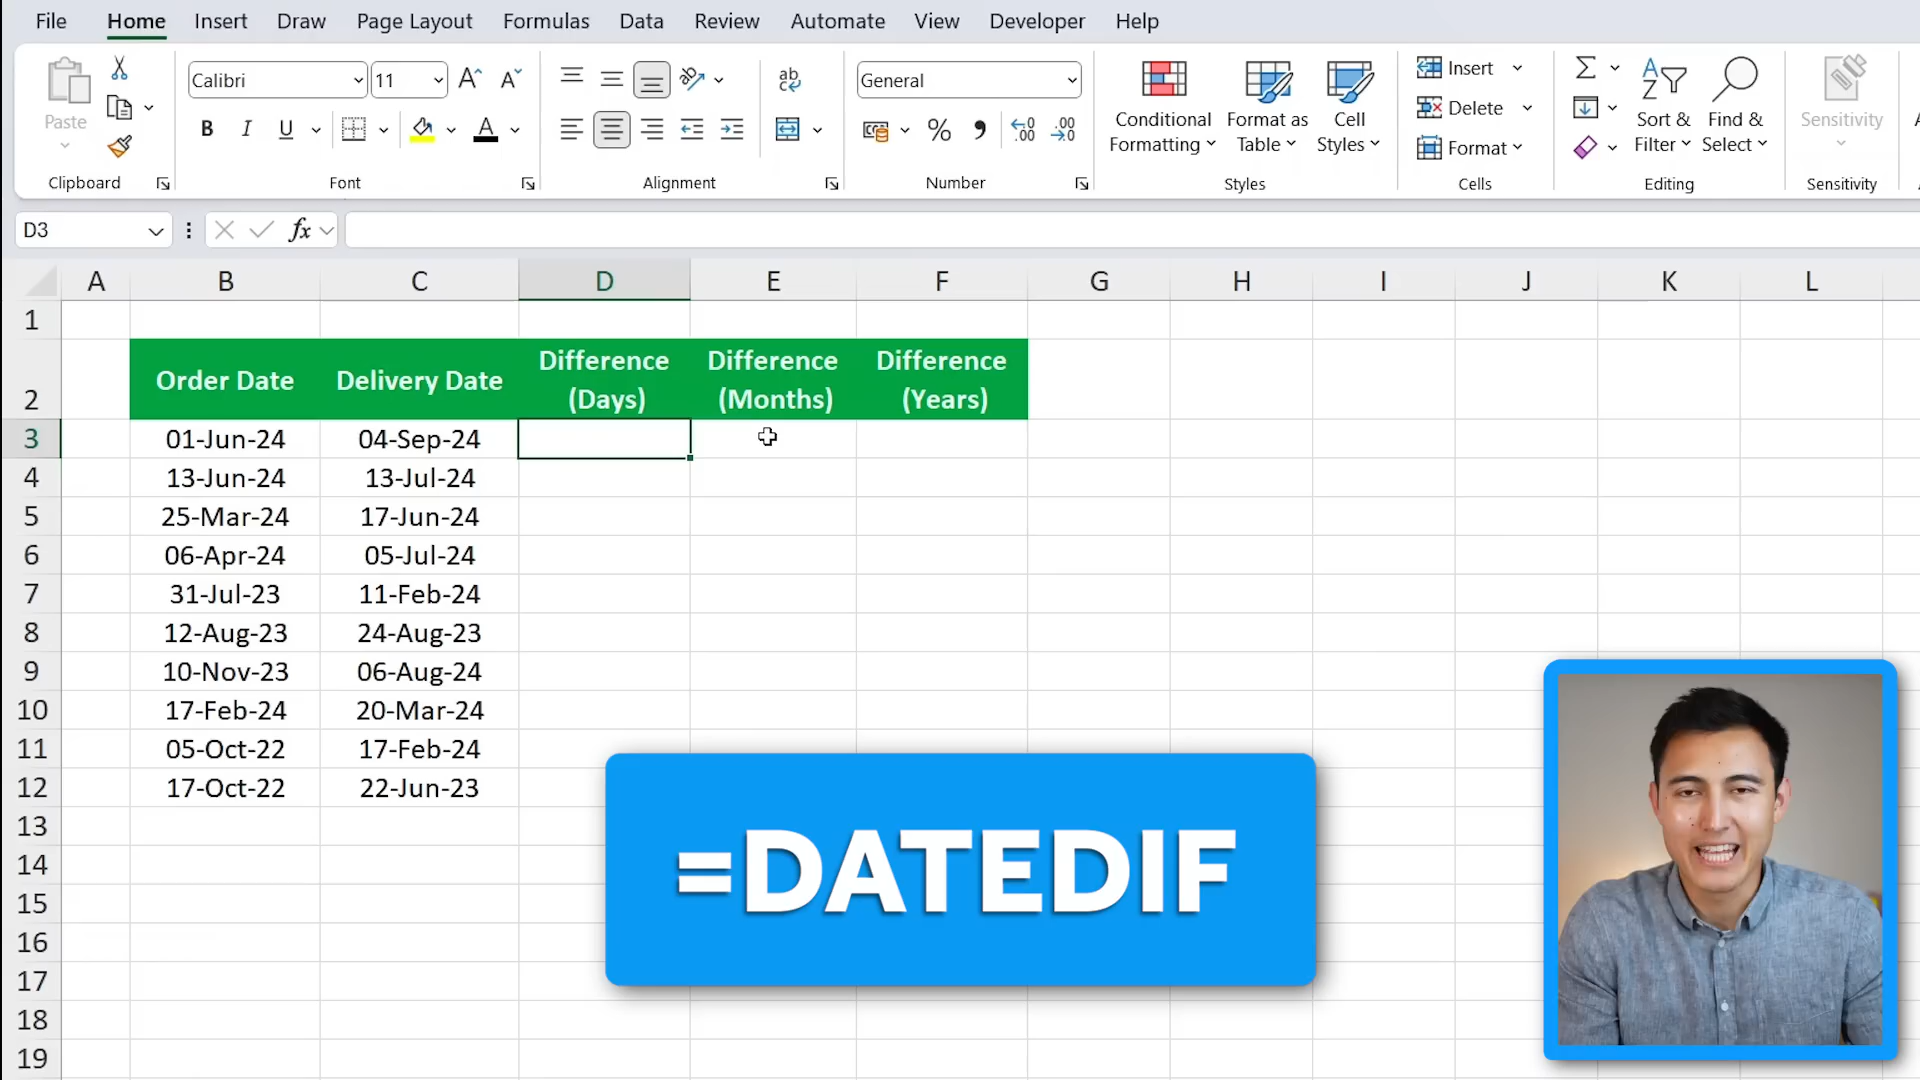 File Home Insert Draw Page Layout Formulas Data Review Automate View Developer Help
Paste
Clipboard
Calibri 11 A^ A˅
B I U A
Font
ab
Alignment
General
% 9 .00 .00
Number
Conditional Formatting
Format as Table
Cell Styles
Styles
Insert
Delete
Format
Cells
Σ
Sort & Filter
Find & Select
Editing
Sensitivity
Sensitivity
D3 fx
A B C D E F G H I J K L
1
2 Order Date Delivery Date Difference (Days) Difference (Months) Difference (Years)
3 01-Jun-24 04-Sep-24
4 13-Jun-24 13-Jul-24
5 25-Mar-24 17-Jun-24
6 06-Apr-24 05-Jul-24
7 31-Jul-23 11-Feb-24
8 12-Aug-23 24-Aug-23
9 10-Nov-23 06-Aug-24
10 17-Feb-24 20-Mar-24
11 05-Oct-22 17-Feb-24
12 17-Oct-22 22-Jun-23
13
14
15
16
17
18
19
=DATEDIF